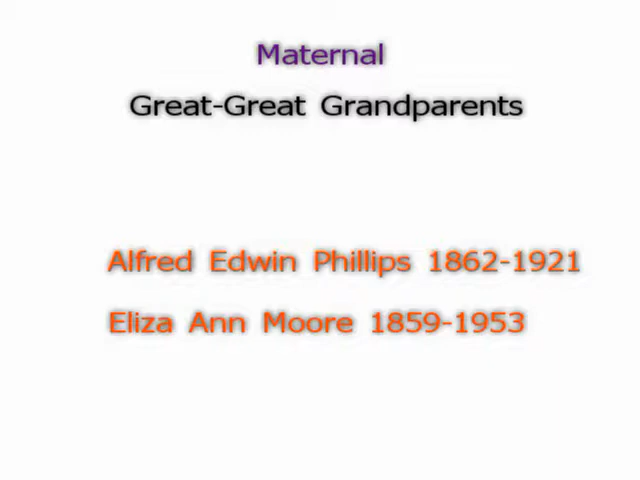 Maternal
Great-Great Grandparents
Alfred Edwin Phillips 1862-1921
Eliza Ann Moore 1859-1953